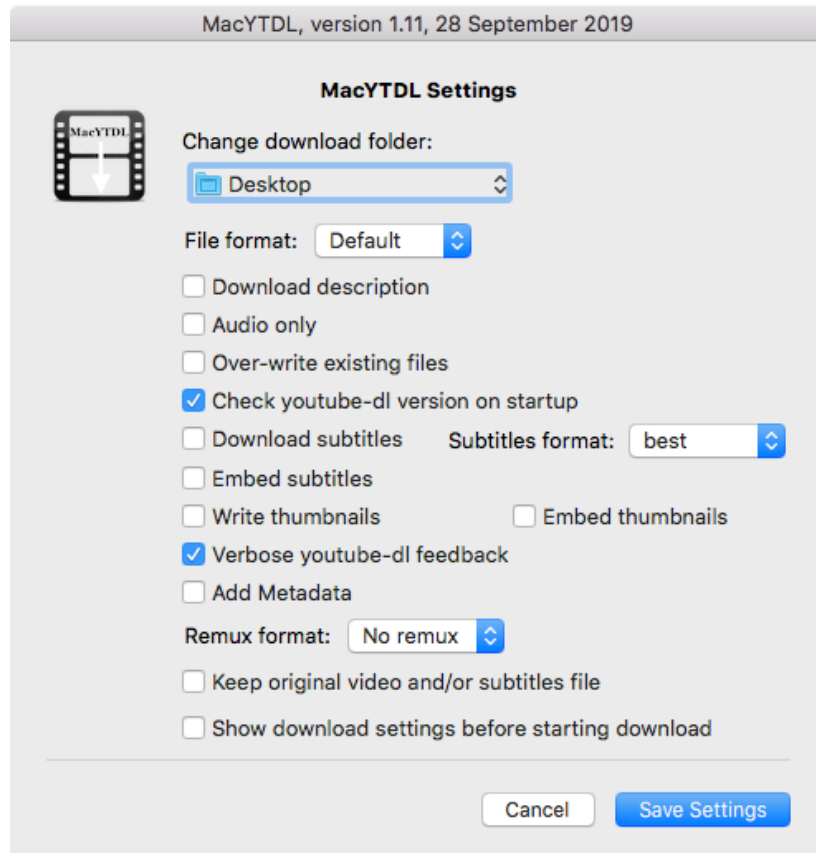 MacYTDL, version 1.11, 28 September 2019
MacYTDL Settings
MacYTDL
Change download folder:
Desktop
File format: Default
Download description
Audio only
Over-write existing files
Check youtube-dl version on startup
Download subtitles Subtitles format: best
Embed subtitles
Write thumbnails Embed thumbnails
Verbose youtube-dl feedback
Add Metadata
Remux format: No remux
Keep original video and/or subtitles file
Show download settings before starting download
Cancel Save Settings